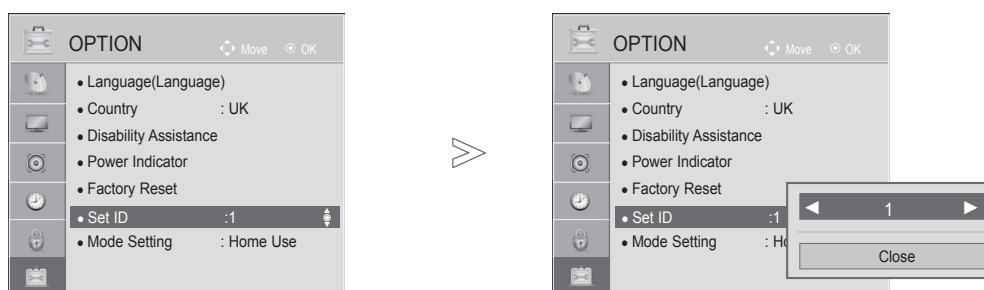 OPTION Move OK
• Language(Language)
• Country : UK
• Disability Assistance
• Power Indicator
• Factory Reset
• Set ID :1
• Mode Setting : Home Use
OPTION Move OK
• Language(Language)
• Country : UK
• Disability Assistance
• Power Indicator
• Factory Reset
• Set ID :1
• Mode Setting : Ho
◄ 1 ►
Close